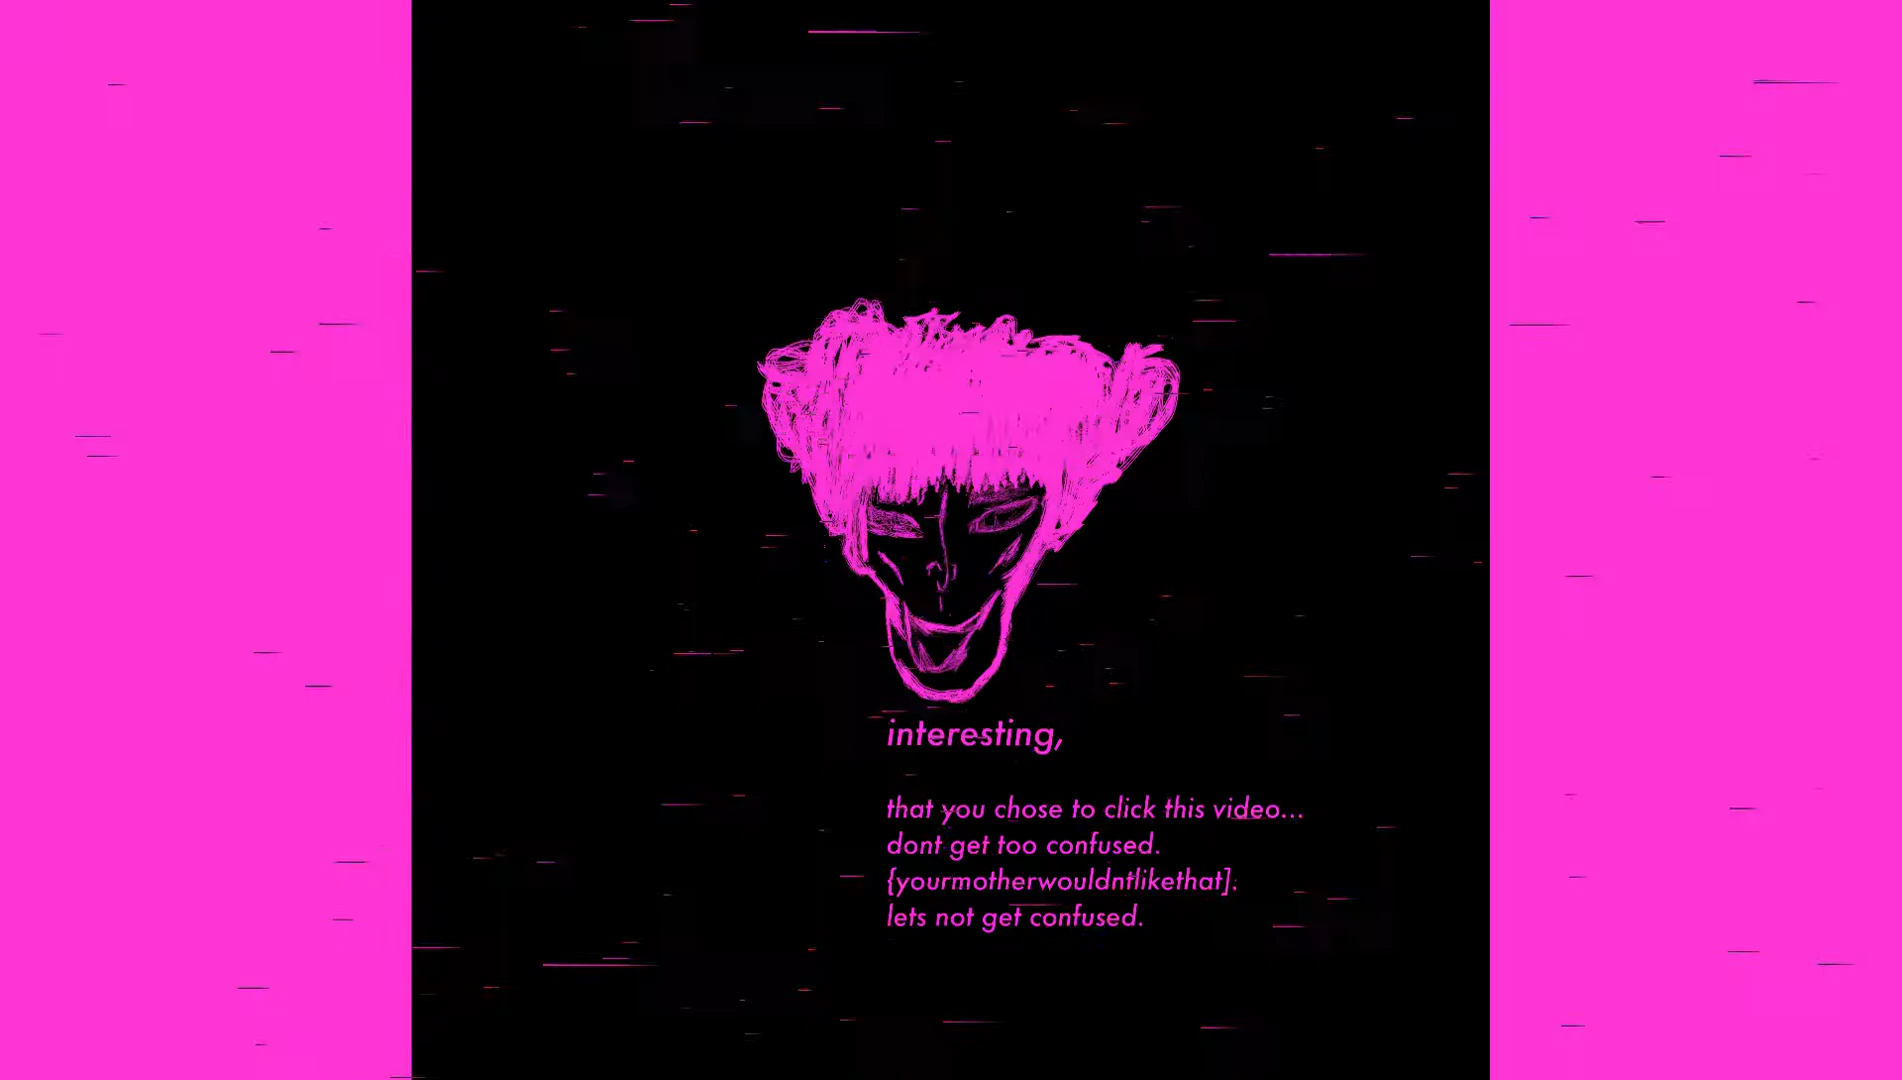 interesting,
that you chose to click this video...
dont get too confused.
{yourmotherwouldntlikethat].
lets not get confused.